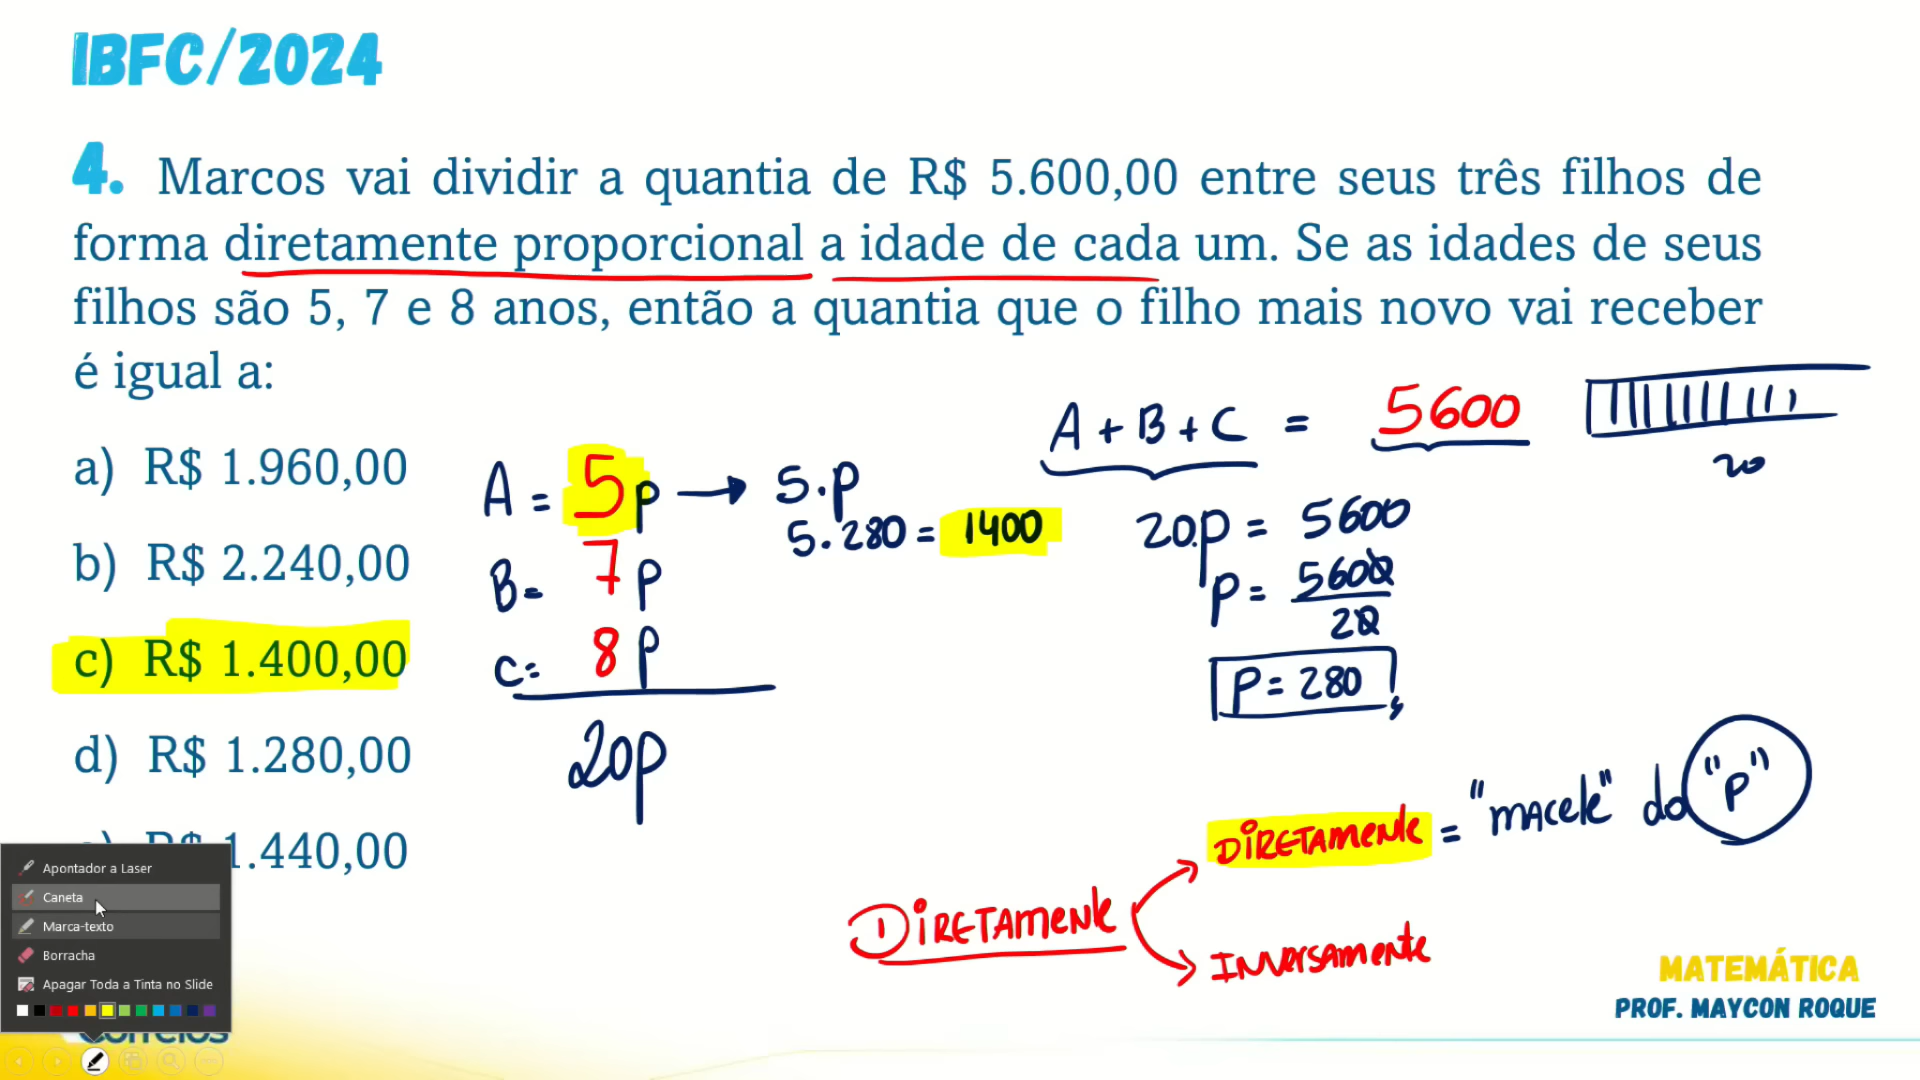 IBFC/2024
4. Marcos vai dividir a quantia de R$ 5.600,00 entre seus três filhos de
forma diretamente proporcional a idade de cada um. Se as idades de seus
filhos são 5, 7 e 8 anos, então a quantia que o filho mais novo vai receber
é igual a:
a) R$ 1.960,00
b) R$ 2.240,00
c) R$ 1.400,00
d) R$ 1.280,00
1.440,00
A = 5p → 5.p
5.280 = 1400
B = 7p
C = 8p
20p
A + B + C = 5600
20
20.p = 5600
p = 5600
20
p = 280
DIRETAMENTE = "macete" do "p"
DIRETAMENTE
INVERSAMENTE
Apontador a Laser
Caneta
Marca-texto
Borracha
Apagar Toda a Tinta no Slide
Correios
MATEMÁTICA
PROF. MAYCON ROQUE